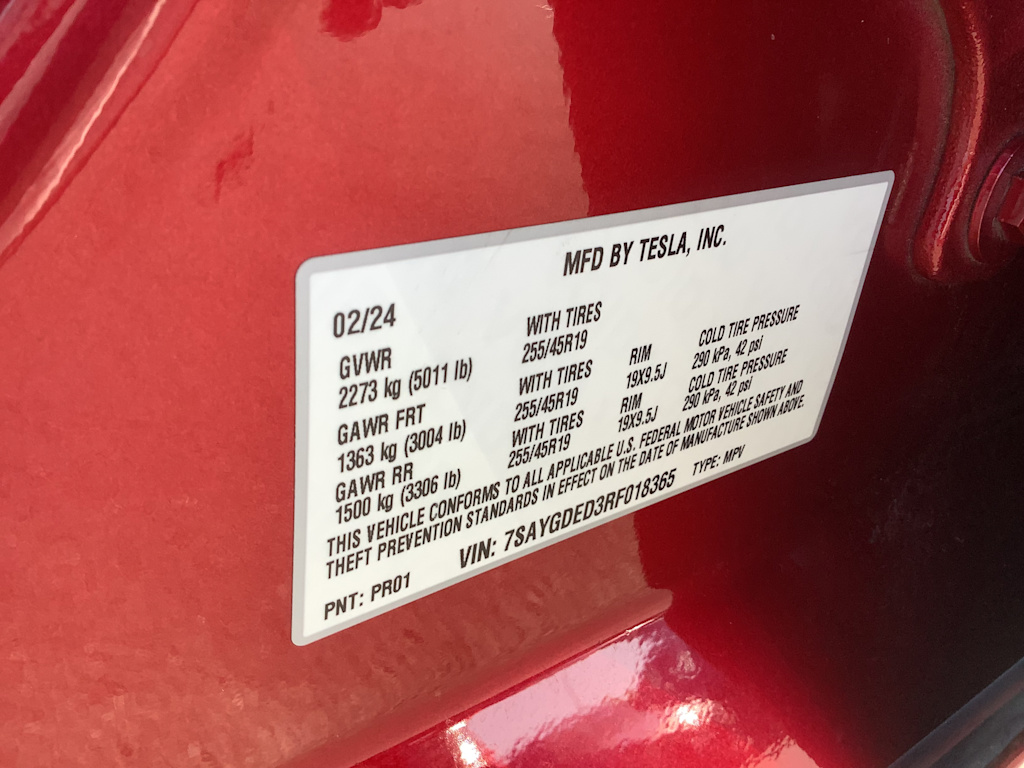 MFD BY TESLA, INC.
02/24
GVWR WITH TIRES
2273 kg (5011 lb) 255/45R19 RIM COLD TIRE PRESSURE
GAWR FRT WITH TIRES 19X9.5J 290 kPa, 42 psi
1363 kg (3004 lb) 255/45R19 RIM COLD TIRE PRESSURE
GAWR RR WITH TIRES 19X9.5J 290 kPa, 42 psi
1500 kg (3306 lb) 255/45R19
THIS VEHICLE CONFORMS TO ALL APPLICABLE U.S. FEDERAL MOTOR VEHICLE SAFETY AND
THEFT PREVENTION STANDARDS IN EFFECT ON THE DATE OF MANUFACTURE SHOWN ABOVE.
VIN: 7SAYGDED3RF018365 TYPE: MPV
PNT: PR01